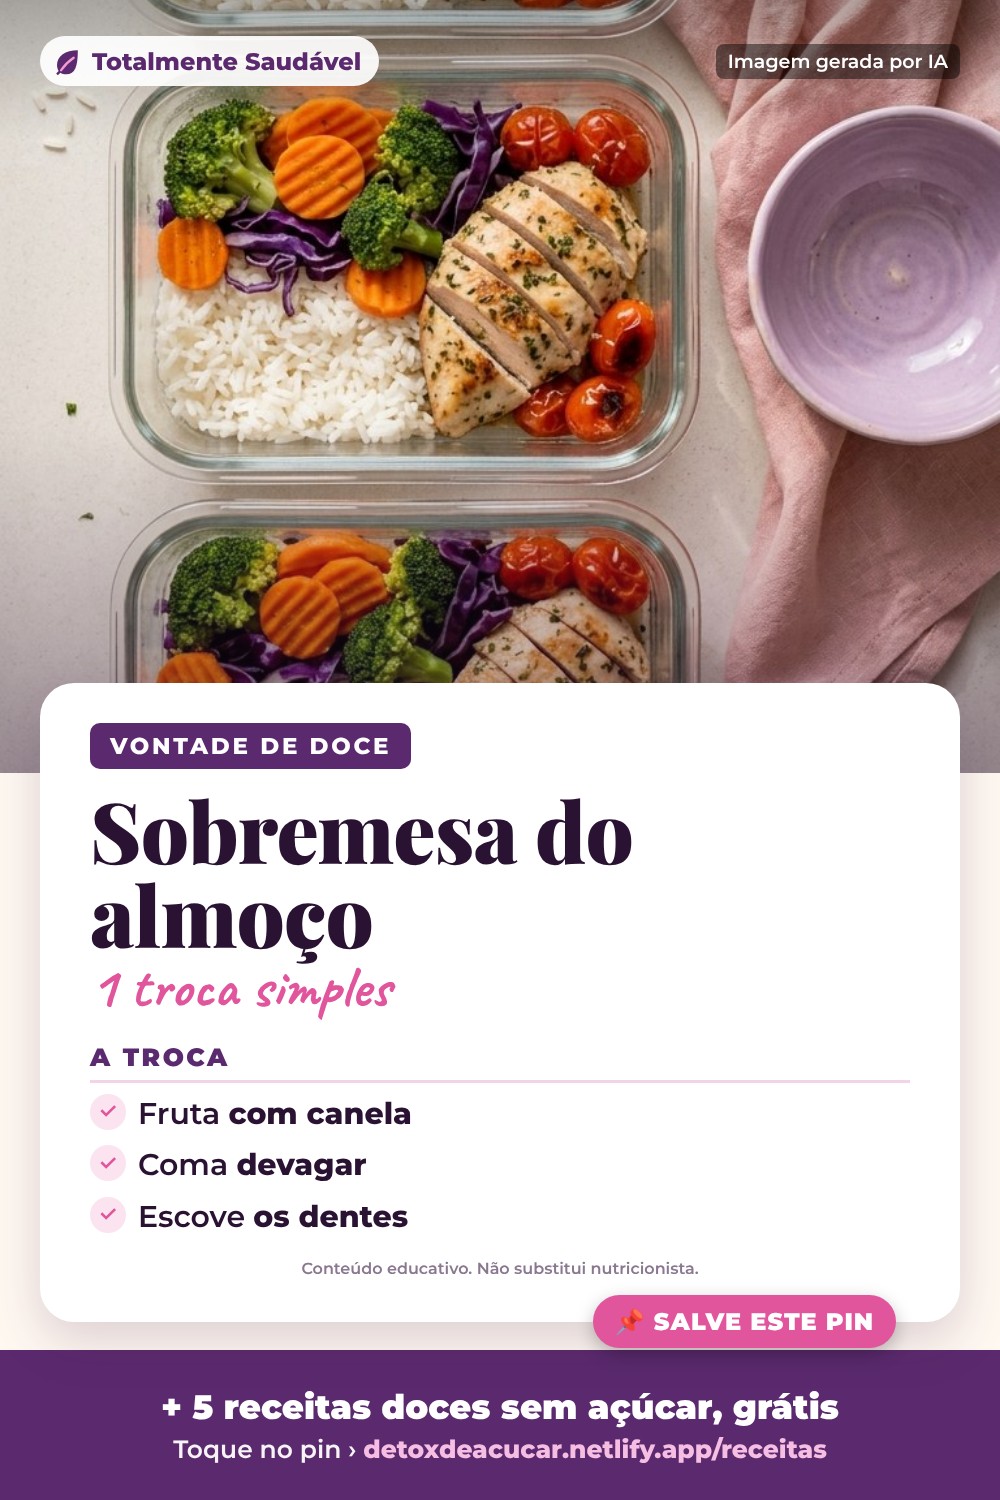 Totalmente Saudável
Imagem gerada por IA
VONTADE DE DOCE
Sobremesa do
almoço
1 troca simples
A TROCA
Fruta com canela
Coma devagar
Escove os dentes
Conteúdo educativo. Não substitui nutricionista.
📌 SALVE ESTE PIN
+ 5 receitas doces sem açúcar, grátis
Toque no pin › detoxdeacucar.netlify.app/receitas